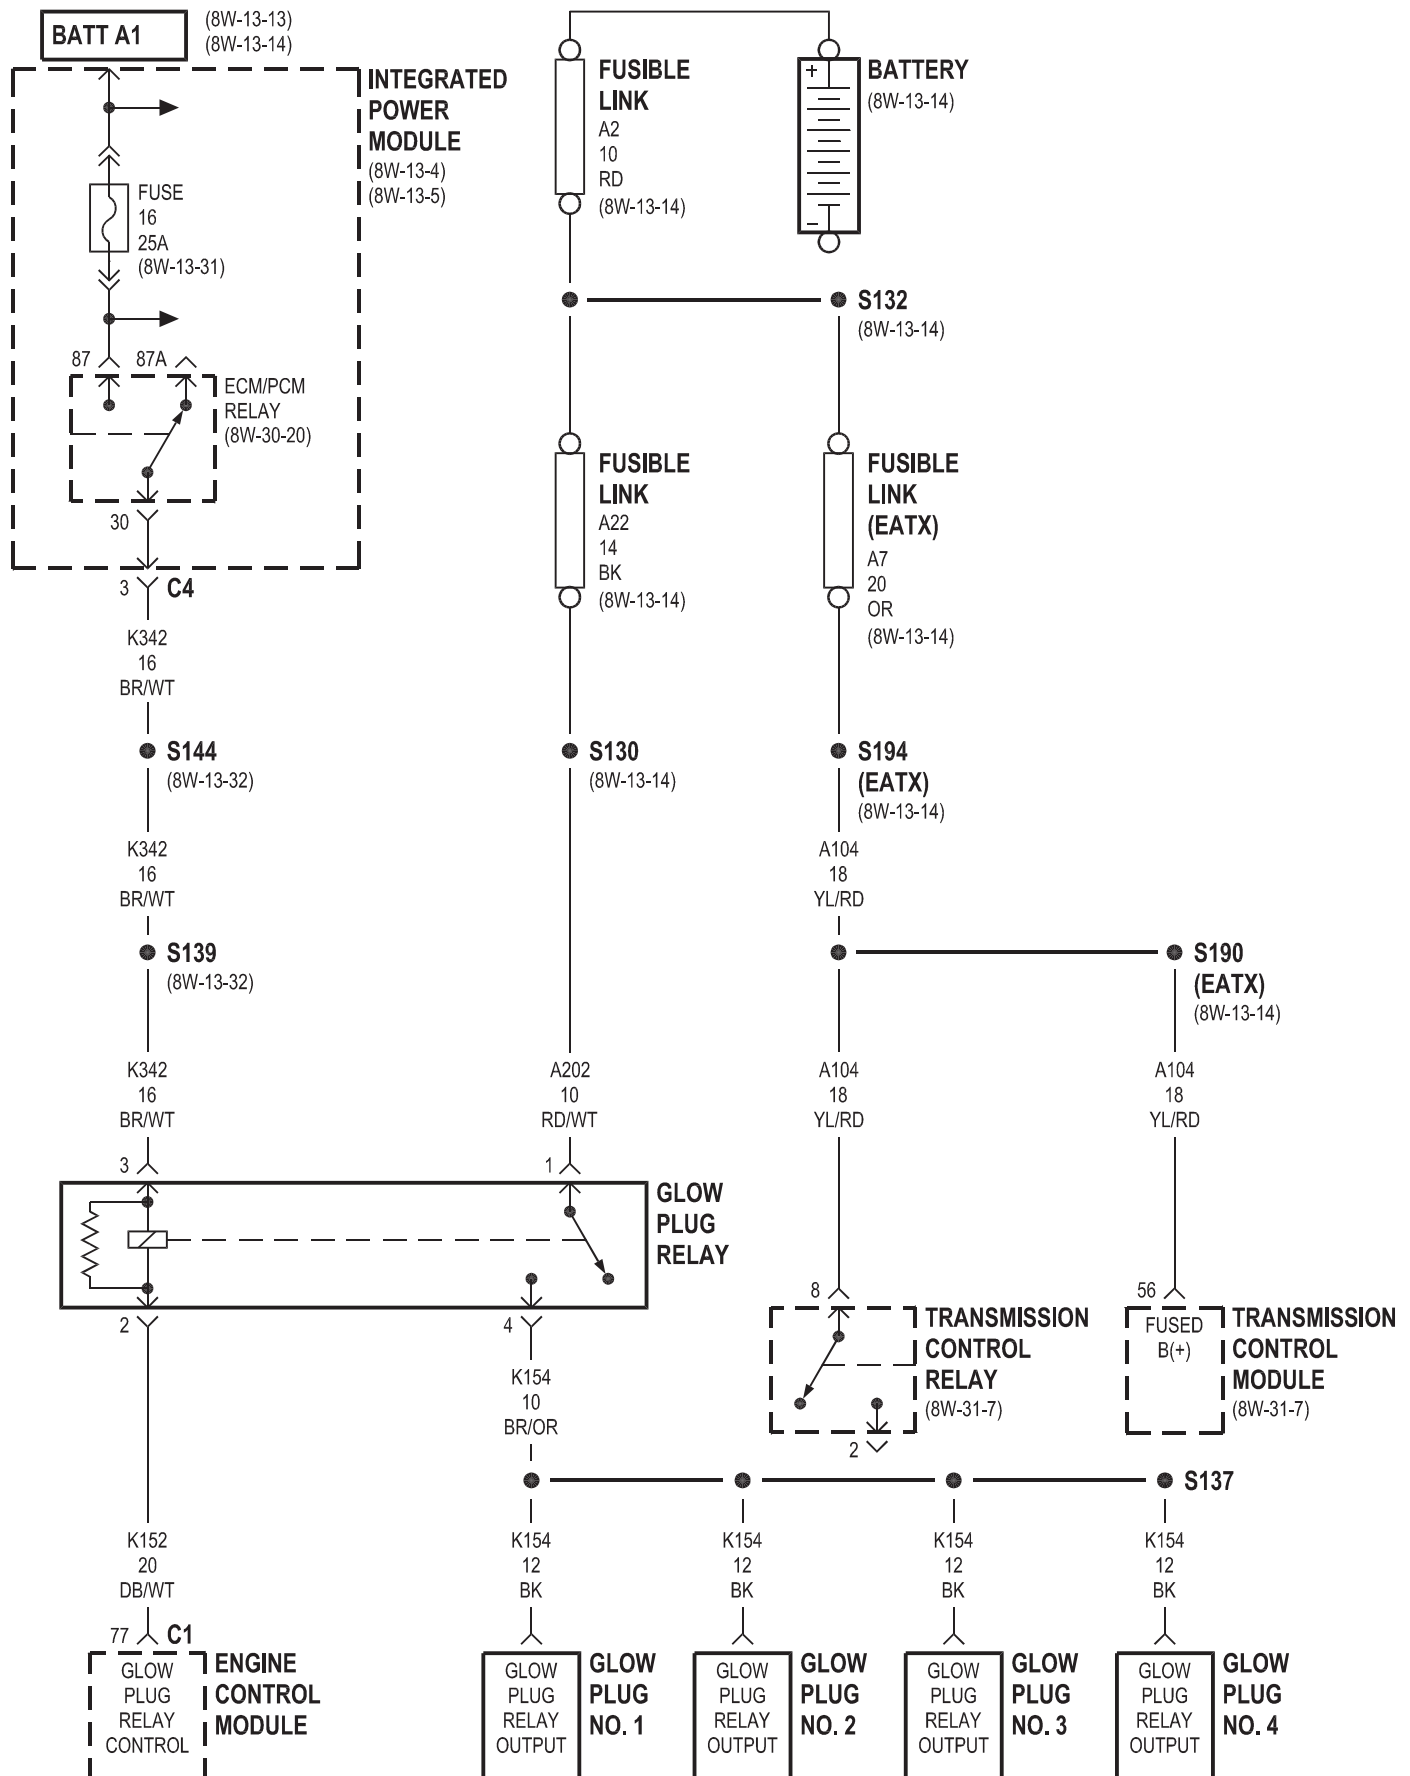 BATT A1
(8W-13-13)
(8W-13-14)
INTEGRATED
POWER
MODULE
(8W-13-4)
(8W-13-5)
FUSE
16
25A
(8W-13-31)
87
87A
ECM/PCM
RELAY
(8W-30-20)
30
3
C4
K342
16
BR/WT
S144
(8W-13-32)
K342
16
BR/WT
S139
(8W-13-32)
K342
16
BR/WT
3
FUSIBLE
LINK
A2
10
RD
(8W-13-14)
+
-
BATTERY
(8W-13-14)
S132
(8W-13-14)
FUSIBLE
LINK
A22
14
BK
(8W-13-14)
FUSIBLE
LINK
(EATX)
A7
20
OR
(8W-13-14)
S130
(8W-13-14)
S194
(EATX)
(8W-13-14)
A104
18
YL/RD
S190
(EATX)
(8W-13-14)
A202
10
RD/WT
1
A104
18
YL/RD
A104
18
YL/RD
GLOW
PLUG
RELAY
2
4
8
TRANSMISSION
CONTROL
RELAY
(8W-31-7)
2
56
FUSED
B(+)
TRANSMISSION
CONTROL
MODULE
(8W-31-7)
K154
10
BR/OR
S137
K152
20
DB/WT
77
C1
GLOW
PLUG
RELAY
CONTROL
ENGINE
CONTROL
MODULE
K154
12
BK
GLOW
PLUG
RELAY
OUTPUT
GLOW
PLUG
NO. 1
K154
12
BK
GLOW
PLUG
RELAY
OUTPUT
GLOW
PLUG
NO. 2
K154
12
BK
GLOW
PLUG
RELAY
OUTPUT
GLOW
PLUG
NO. 3
K154
12
BK
GLOW
PLUG
RELAY
OUTPUT
GLOW
PLUG
NO. 4